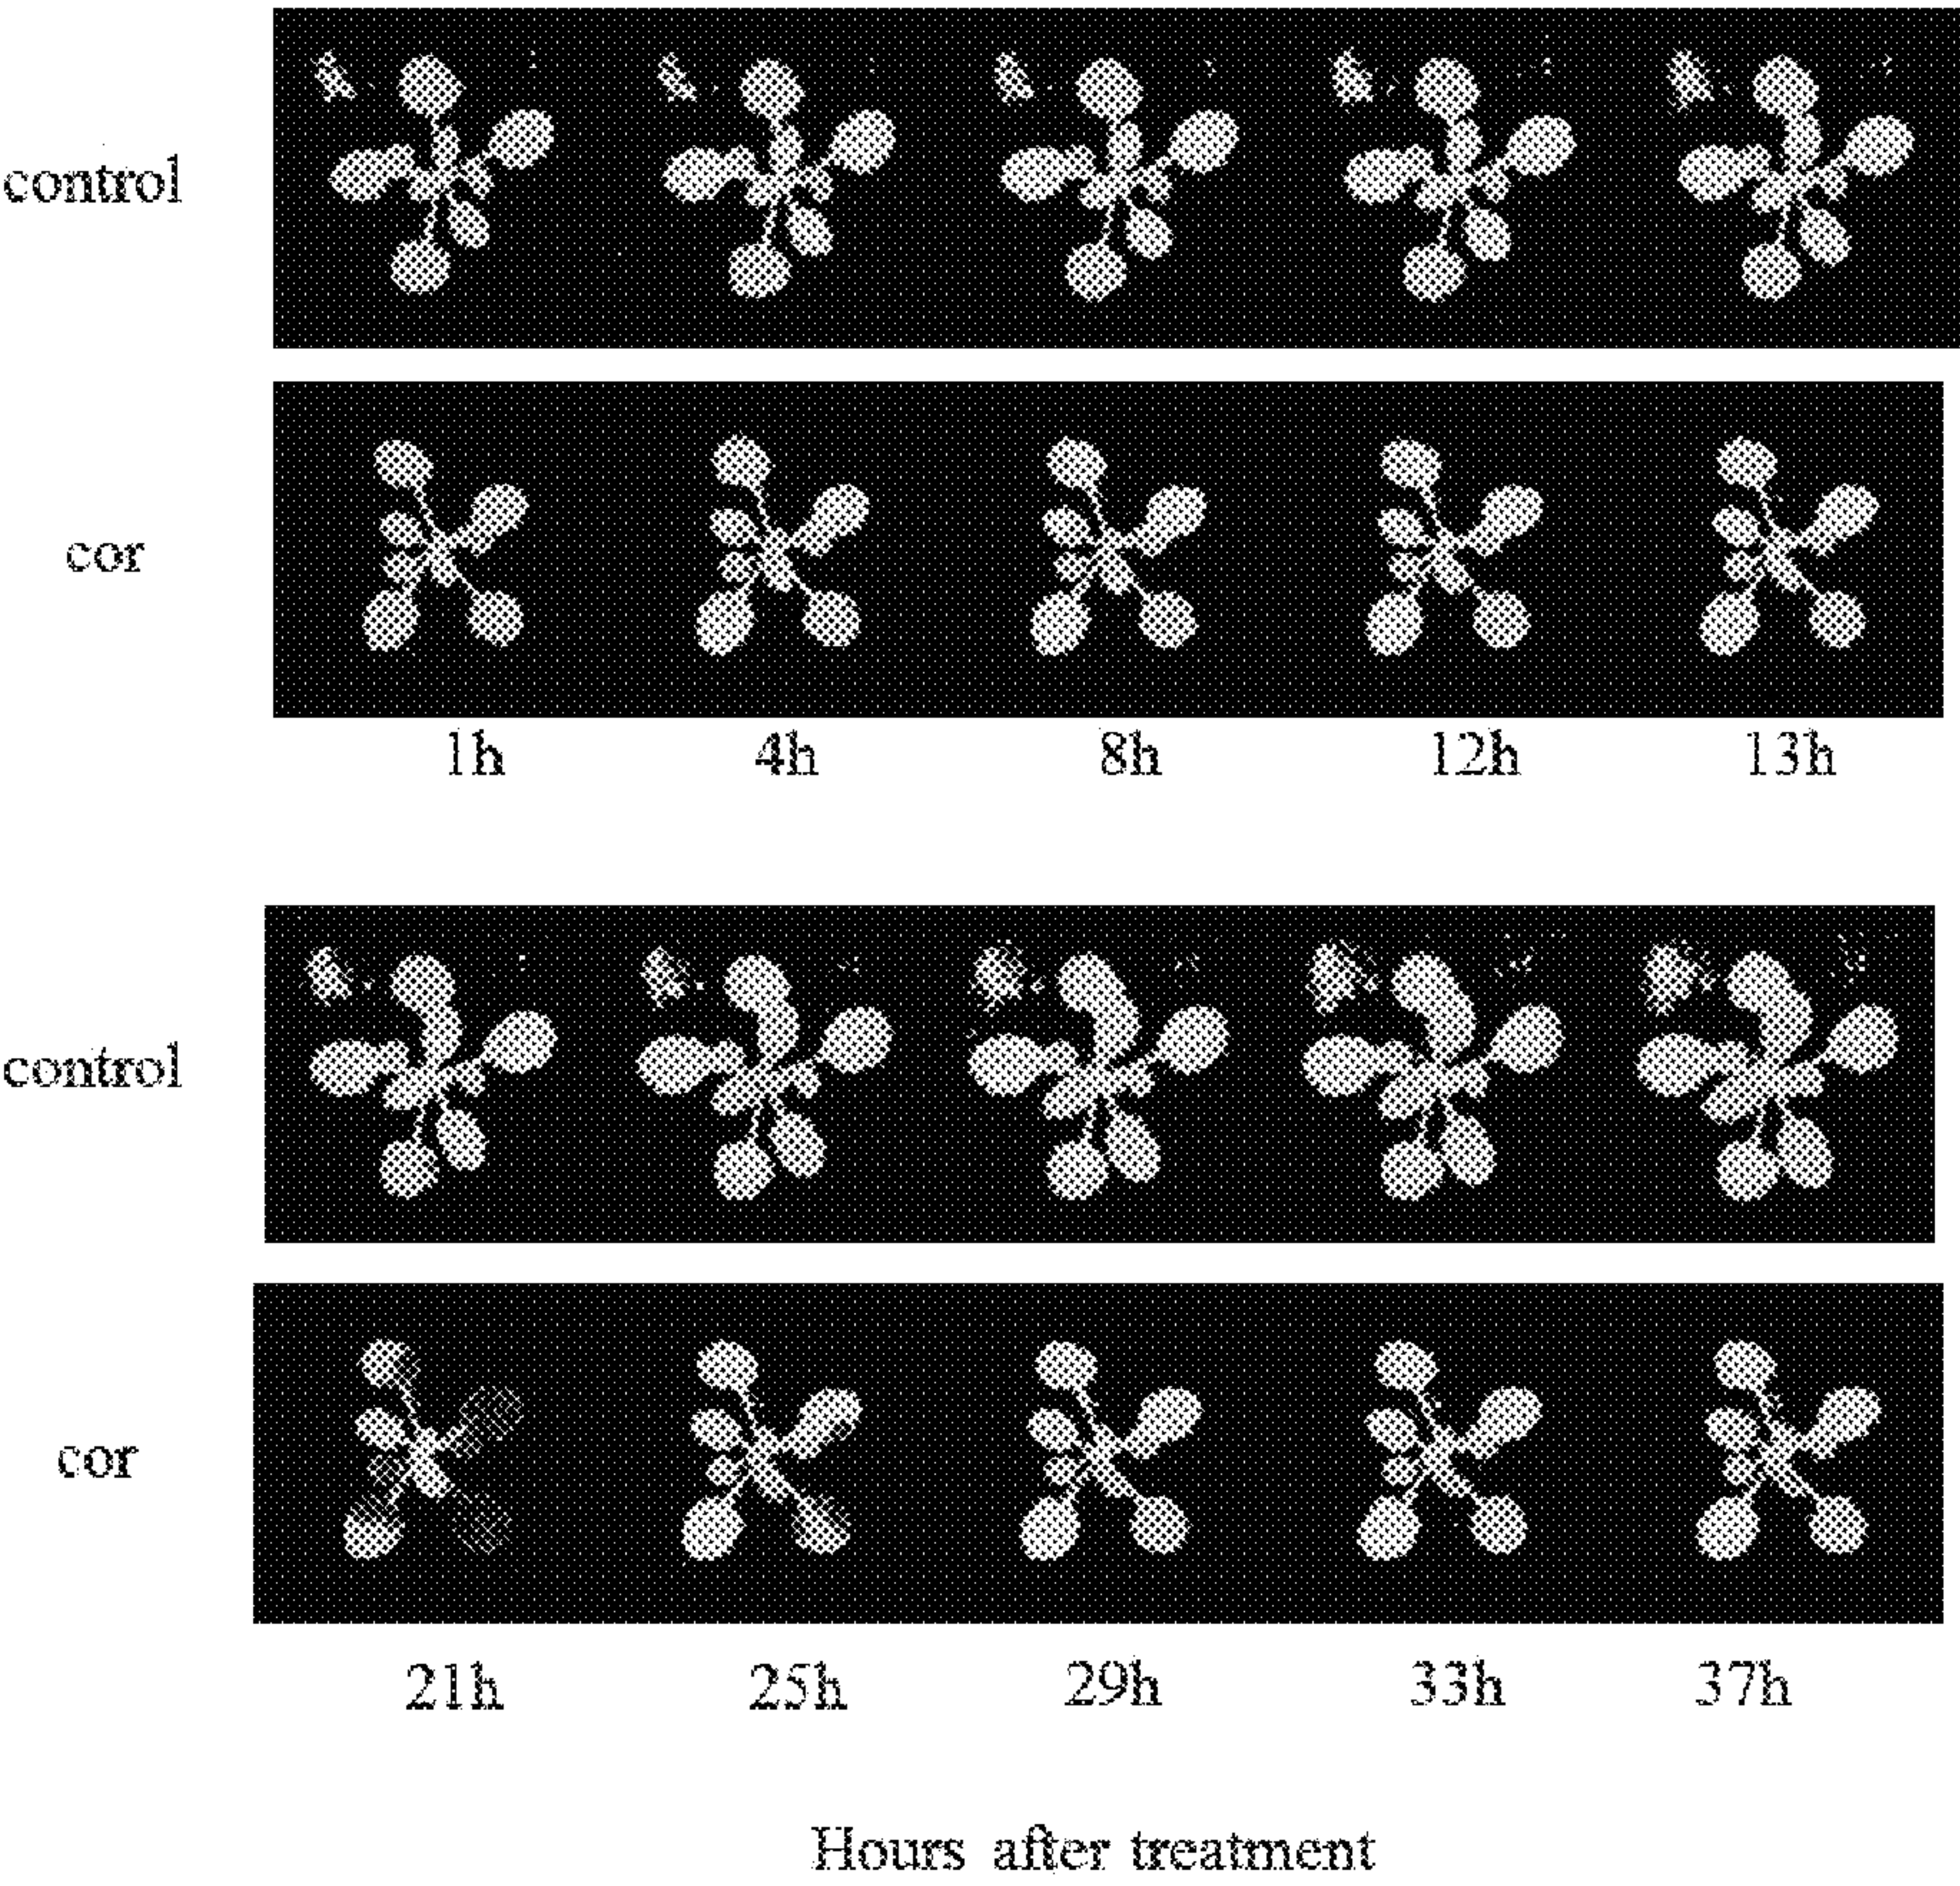 control
cor
1h 4h 8h 12h 13h
control
cor
21h 25h 29h 33h 37h
Hours after treatment